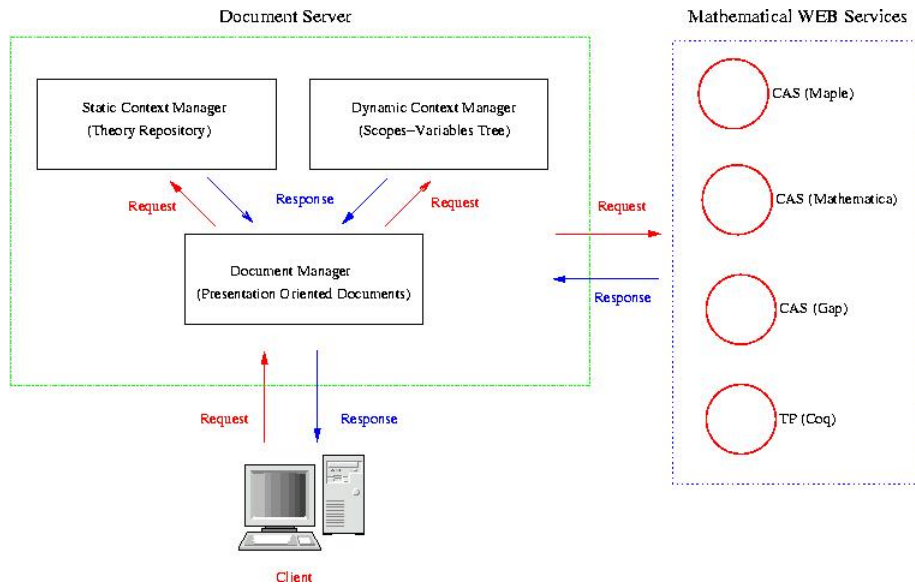 Document Server
Mathematical WEB Services
Static Context Manager
(Theory Repository)
Dynamic Context Manager
(Scopes-Variables Tree)
CAS (Maple)
Request
Response
Request
Request
CAS (Mathematica)
Document Manager
(Presentation Oriented Documents)
Response
CAS (Gap)
Request
Response
TP (Coq)
Client